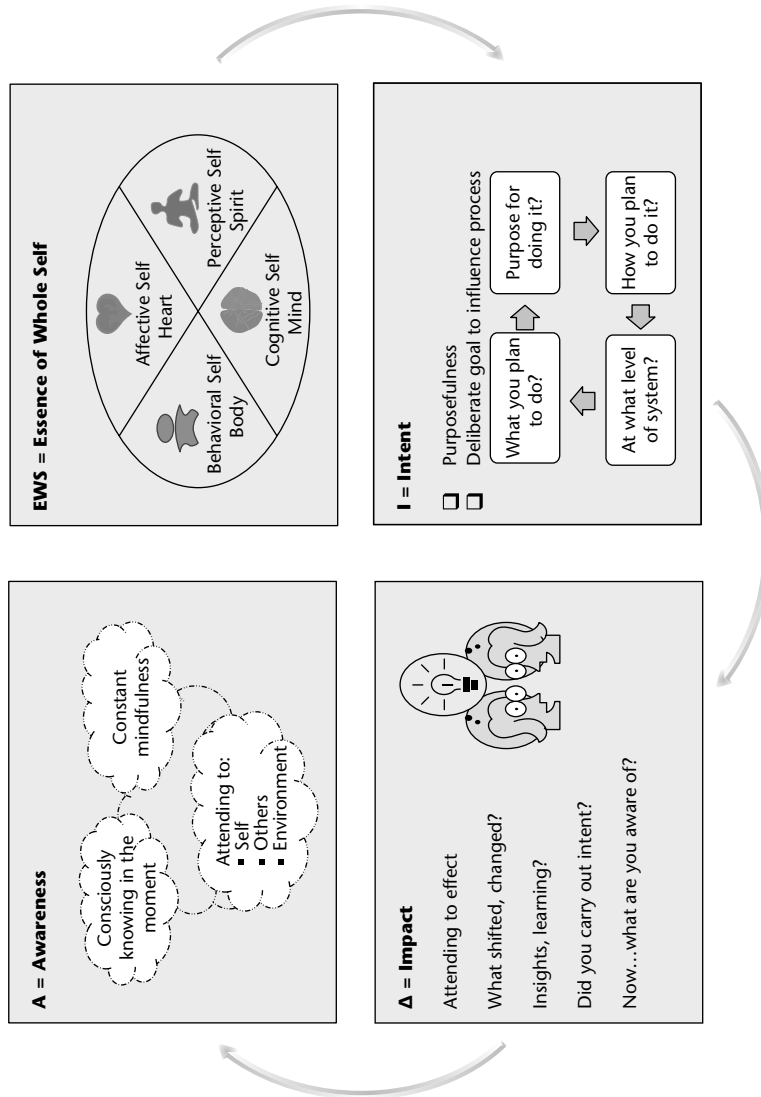 A = Awareness
Consciously
knowing in the
moment
Constant
mindfulness
Attending to:
▪ Self
▪ Others
▪ Environment
EWS = Essence of Whole Self
Affective Self
Heart
Behavioral Self
Body
Perceptive Self
Spirit
Cognitive Self
Mind
Δ = Impact
Attending to effect
What shifted, changed?
Insights, learning?
Did you carry out intent?
Now...what are you aware of?
I = Intent
❑ Purposefulness
❑ Deliberate goal to influence process
What you plan
to do?
Purpose for
doing it?
At what level
of system?
How you plan
to do it?